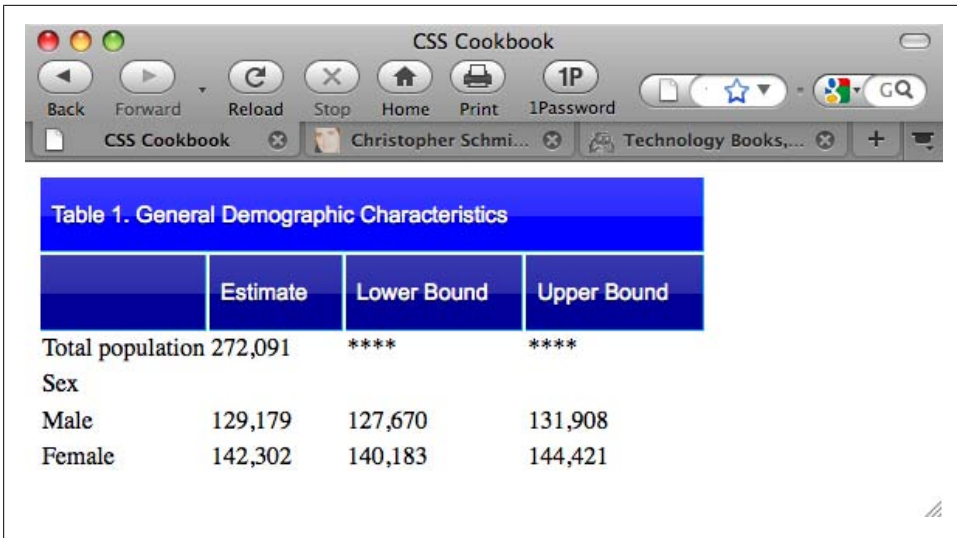 CSS Cookbook
1P
GQ
Back Forward Reload Stop Home Print 1Password
CSS Cookbook Christopher Schmi... Technology Books,... +
Table 1. General Demographic Characteristics
Estimate Lower Bound Upper Bound
Total population 272,091 **** ****
Sex
Male 129,179 127,670 131,908
Female 142,302 140,183 144,421